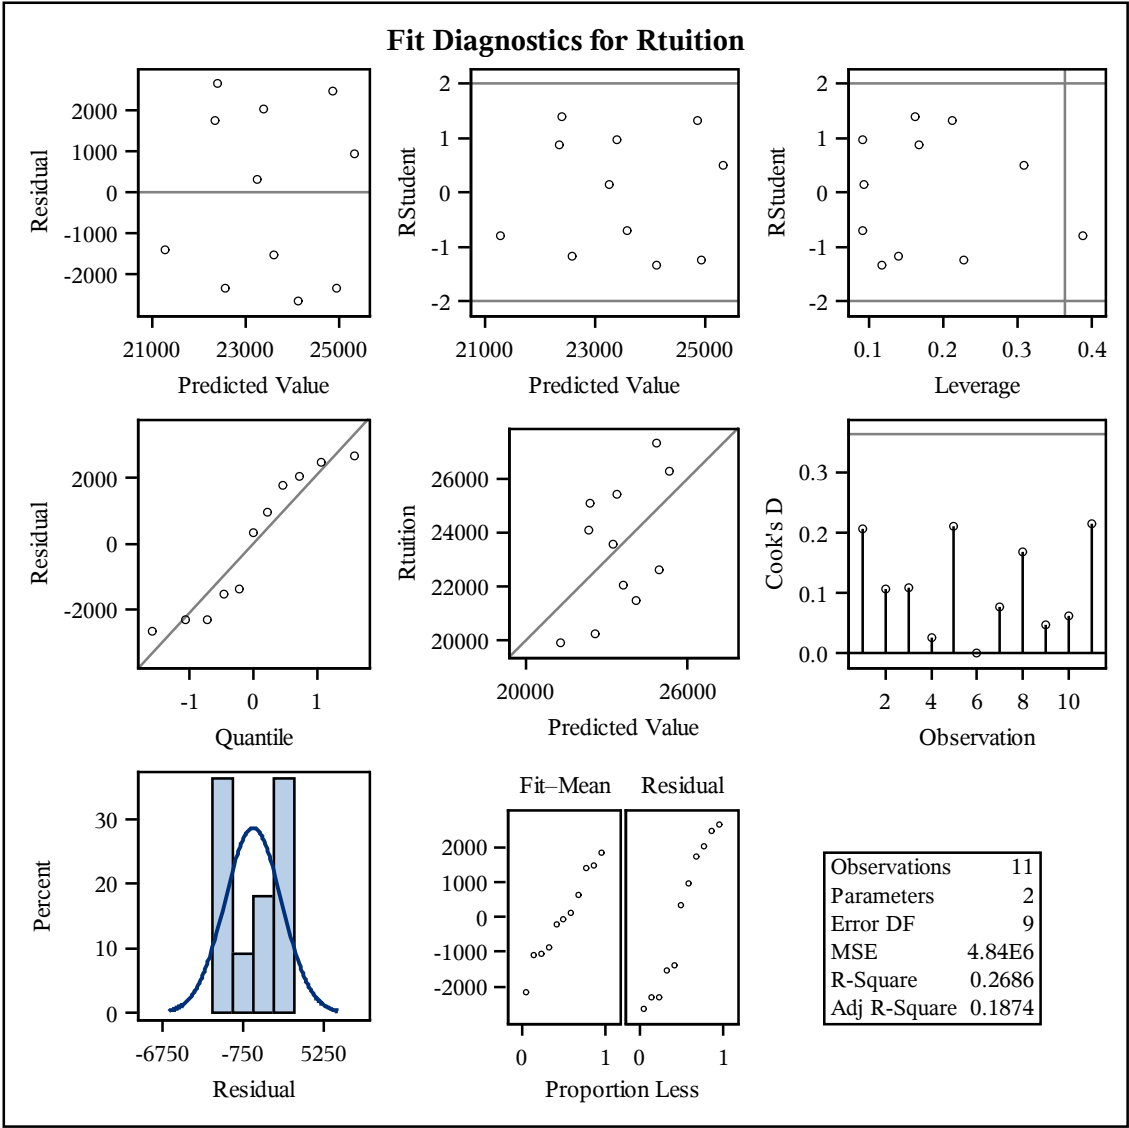 Fit Diagnostics for Rtuition
Residual
2000
1000
0
-1000
-2000
21000 23000 25000
Predicted Value
RStudent
2
1
0
-1
-2
21000 23000 25000
Predicted Value
RStudent
2
1
0
-1
-2
0.1 0.2 0.3 0.4
Leverage
Residual
2000
0
-2000
-1 0 1
Quantile
Rtuition
26000
24000
22000
20000
20000 26000
Predicted Value
Cook's D
0.3
0.2
0.1
0.0
2 4 6 8 10
Observation
Percent
30
20
10
0
-6750 -750 5250
Residual
Fit–Mean Residual
2000
1000
0
-1000
-2000
0 1 0 1
Proportion Less
Observations 11
Parameters 2
Error DF 9
MSE 4.84E6
R-Square 0.2686
Adj R-Square 0.1874